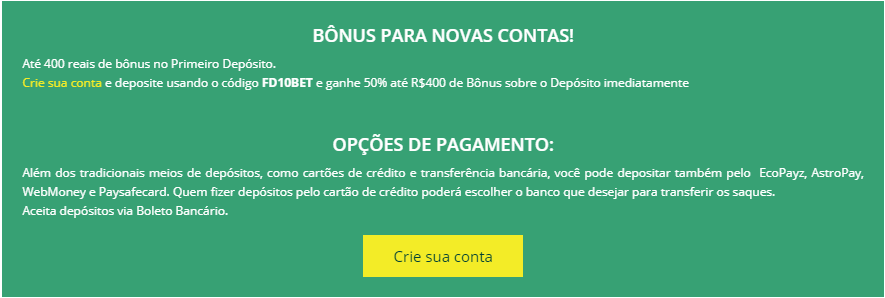 BÔNUS PARA NOVAS CONTAS!
Até 400 reais de bônus no Primeiro Depósito.
Crie sua conta e deposite usando o código FD10BET e ganhe 50% até R$400 de Bônus sobre o Depósito imediatamente
OPÇÕES DE PAGAMENTO:
Além dos tradicionais meios de depósitos, como cartões de crédito e transferência bancária, você pode depositar também pelo EcoPayz, AstroPay,
WebMoney e Paysafecard. Quem fizer depósitos pelo cartão de crédito poderá escolher o banco que desejar para transferir os saques.
Aceita depósitos via Boleto Bancário.
Crie sua conta